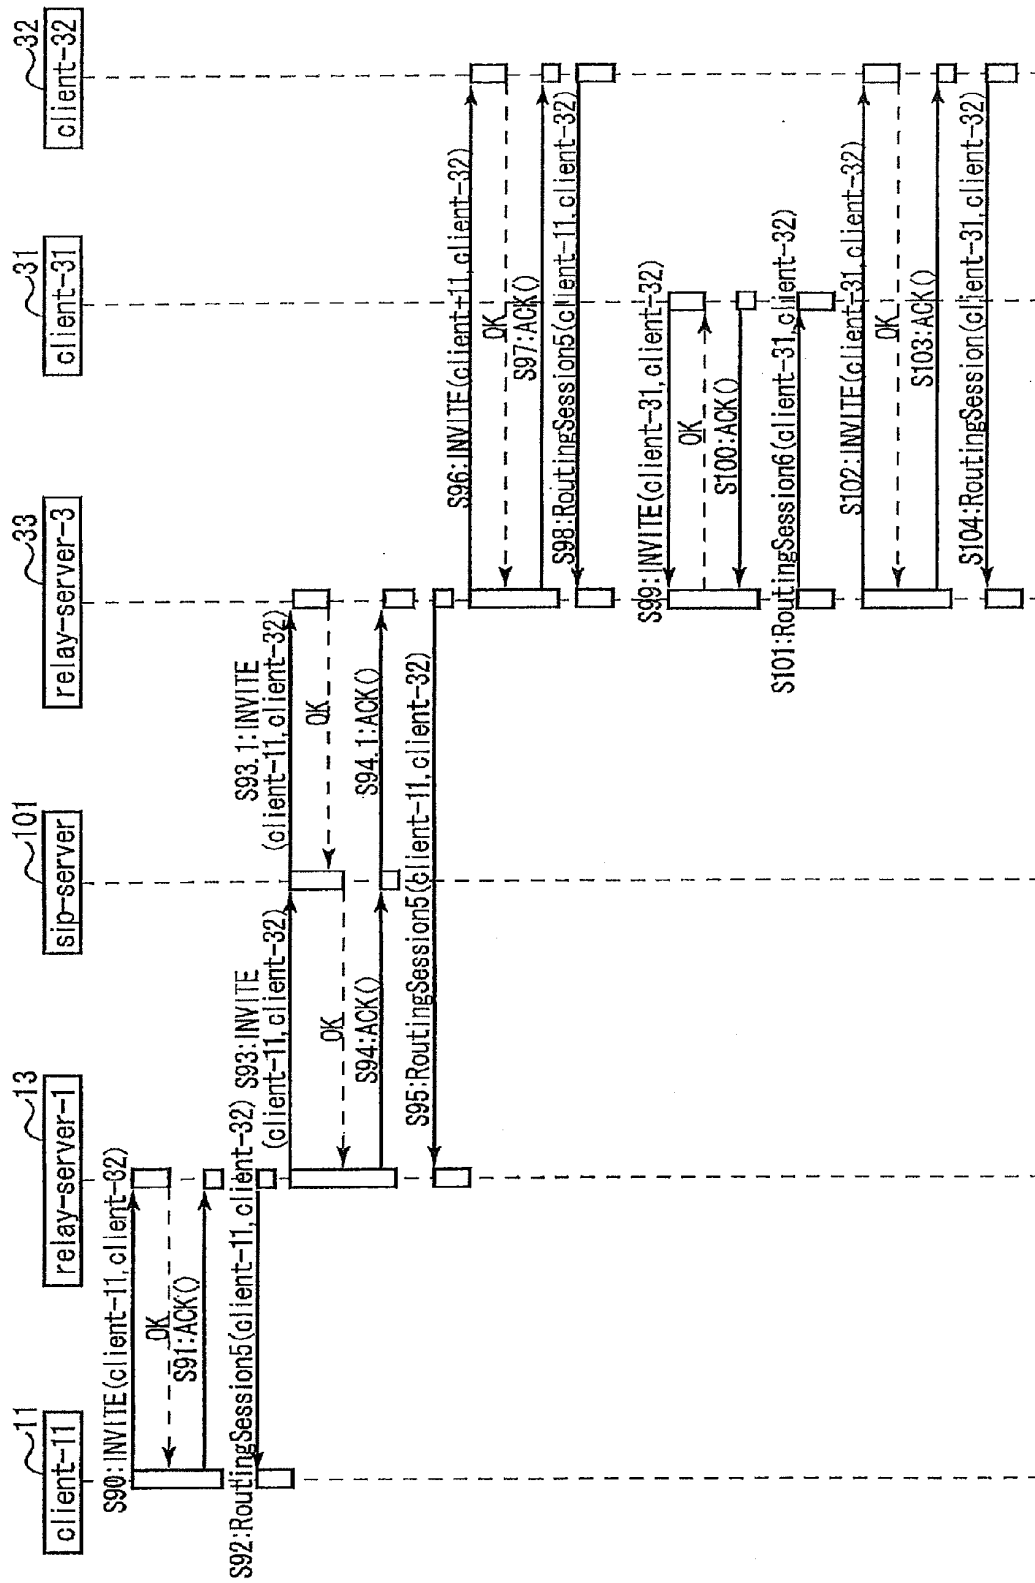 11
client-11
13
relay-server-1
101
sip-server
33
relay-server-3
31
client-31
32
client-32
S90:INVITE(client-11,client-32)
OK
S91:ACK()
S92:RoutingSession5(client-11,client-32)
S93:INVITE
(client-11,client-32)
S93.1:INVITE
(client-11,client-32)
OK
OK
S94:ACK()
S94.1:ACK()
S95:RoutingSession5(client-11,client-32)
S96:INVITE(client-11,client-32)
OK
S97:ACK()
S98:RoutingSession5(client-11,client-32)
S99:INVITE(client-31,client-32)
OK
S100:ACK()
S101:RoutingSession6(client-31,client-32)
S102:INVITE(client-31,client-32)
OK
S103:ACK()
S104:RoutingSession(client-31,client-32)